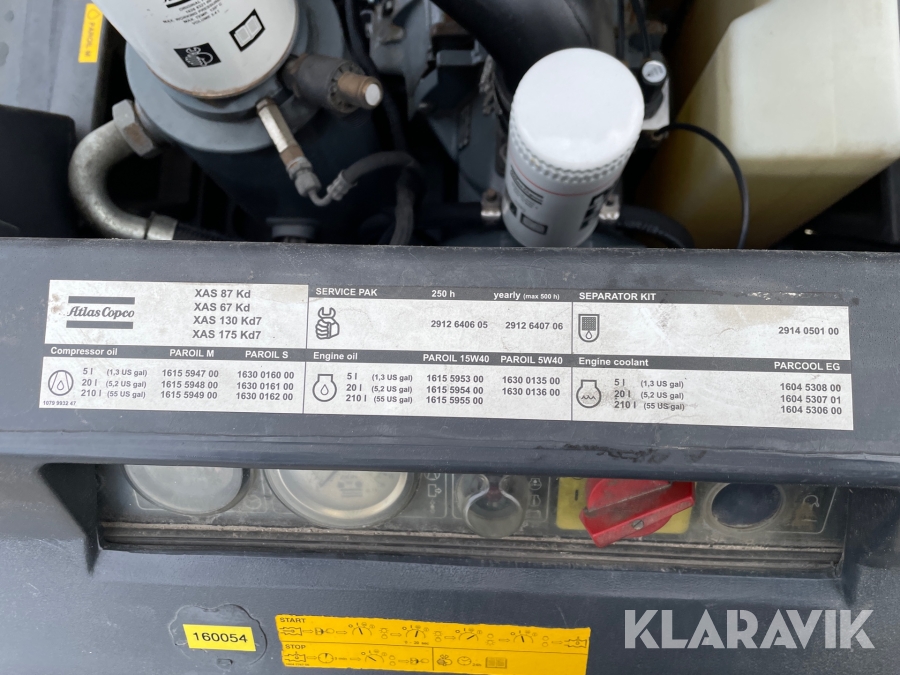 PAROIL M
Atlas Copco
XAS 87 Kd
XAS 67 Kd
XAS 130 Kd7
XAS 175 Kd7
SERVICE PAK 250 h yearly (max 500 h)
2912 6406 05 2912 6407 06
SEPARATOR KIT
2914 0501 00
Compressor oil PAROIL M PAROIL S
5 l (1,3 US gal) 1615 5947 00 1630 0160 00
20 l (5,2 US gal) 1615 5948 00 1630 0161 00
210 l (55 US gal) 1615 5949 00 1630 0162 00
1079 9932 47
Engine oil PAROIL 15W40 PAROIL 5W40
5 l (1,3 US gal) 1615 5953 00 1630 0135 00
20 l (5,2 US gal) 1615 5954 00 1630 0136 00
210 l (55 US gal) 1615 5955 00
Engine coolant PARCOOL EG
5 l (1,3 US gal) 1604 5308 00
20 l (5,2 US gal) 1604 5307 01
210 l (55 US gal) 1604 5306 00
160054
START
STOP
KLARAVIK